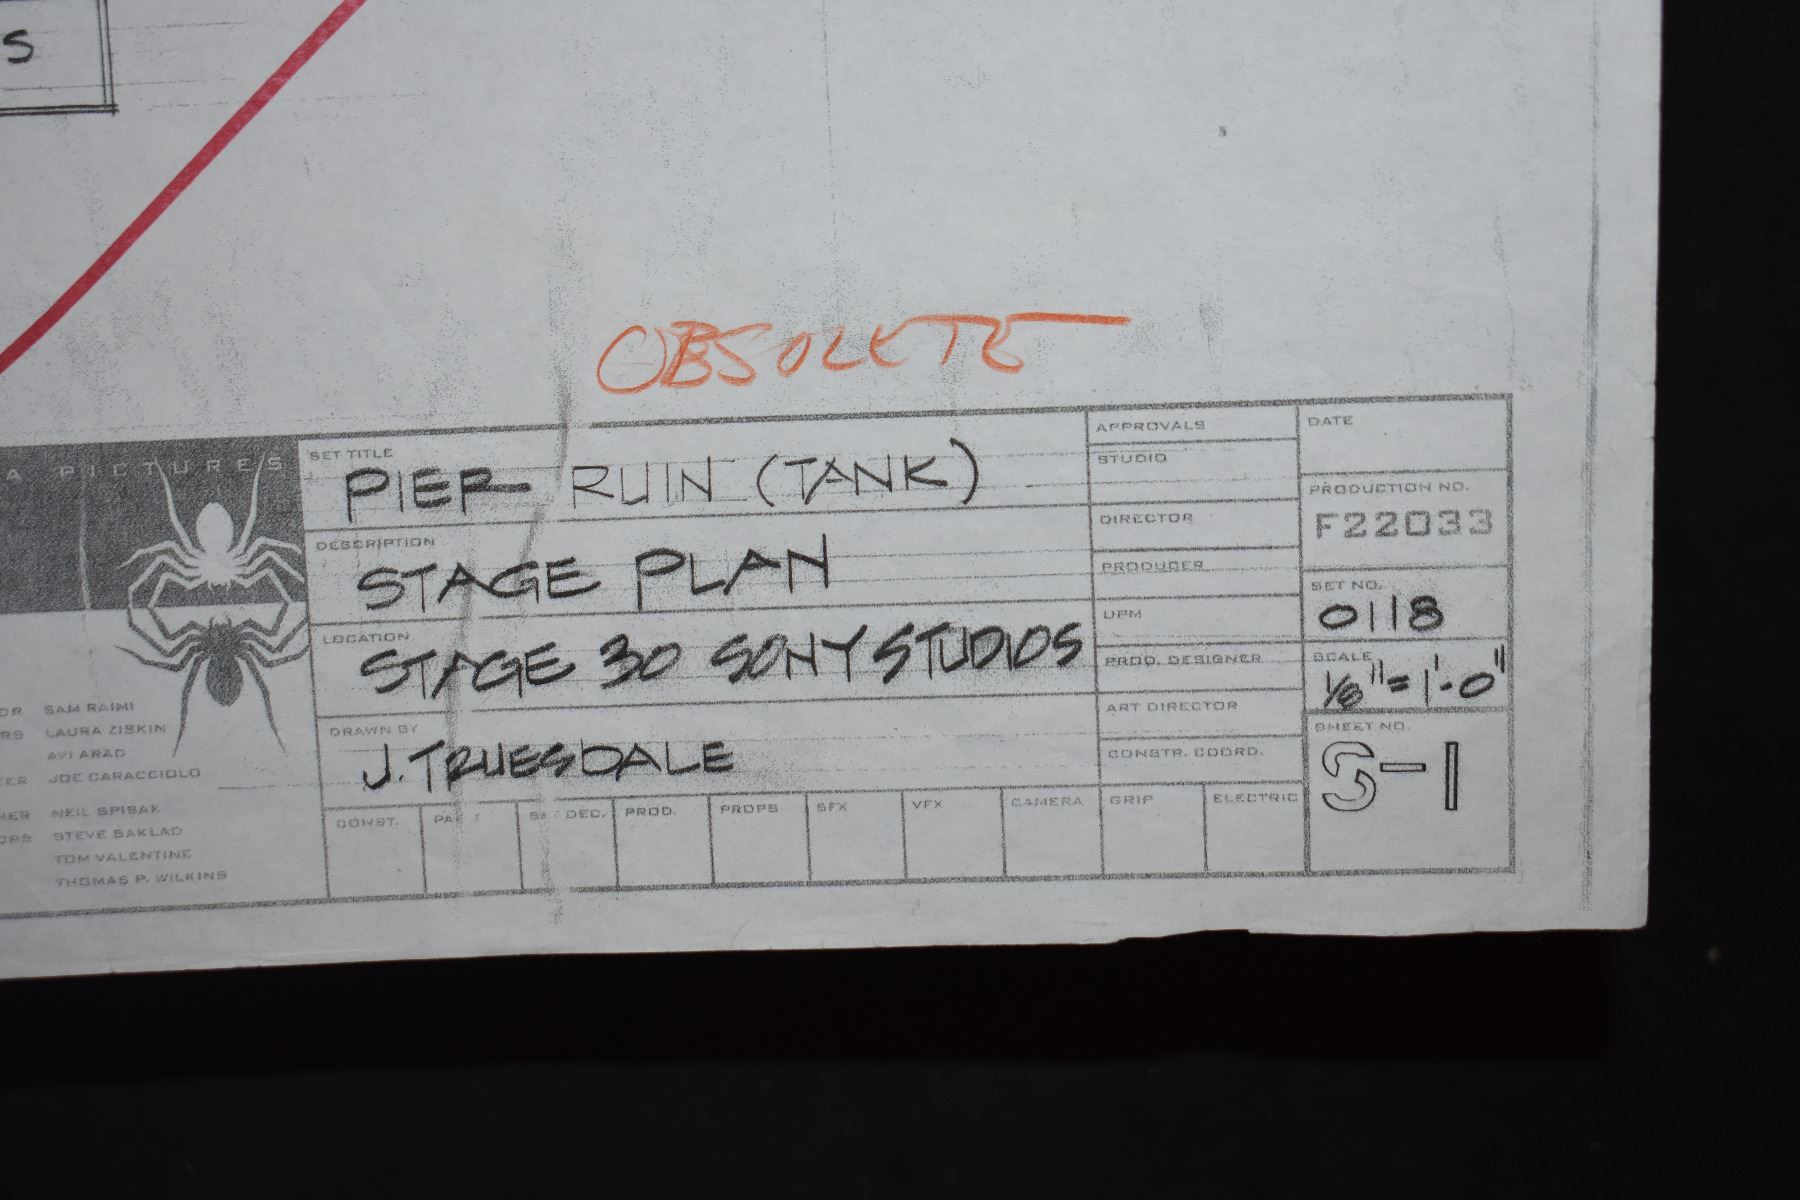 S
OBSOLETE
A PICTURES
SET TITLE
PIER RUIN (TANK)
DESCRIPTION
STAGE PLAN
LOCATION
STAGE 30 SONY STUDIOS
DRAWN BY
J. TRUESDALE
SAM RAIMI
LAURA ZISKIN
AVI ARAD
JOE CARACCIOLO
NEIL SPISAK
STEVE SAKLAD
TOM VALENTINE
THOMAS P. WILKINS
CONST.
SET DEC.
PROD.
PROPS
SFX
VFX
CAMERA
GRIP
ELECTRIC
APPROVALS
STUDIO
DIRECTOR
PRODUCER
UPM
PROD. DESIGNER
ART DIRECTOR
CONSTR. COORD.
DATE
PRODUCTION NO.
F22033
SET NO.
0118
SCALE
1/8"=1'-0"
SHEET NO.
S-1